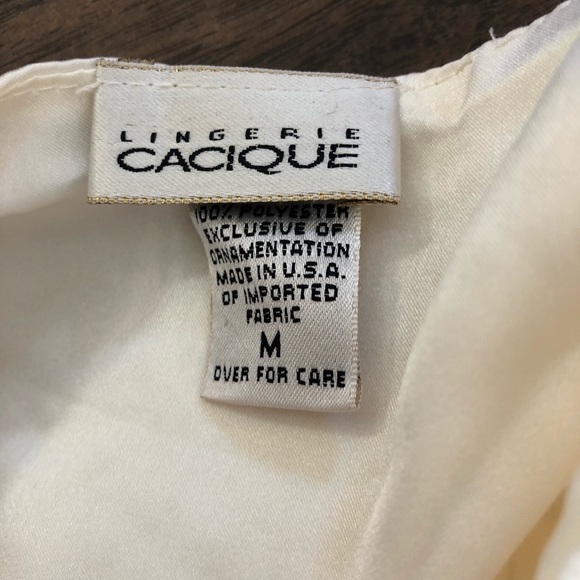 LINGERIE
CACIQUE
100% POLYESTER
EXCLUSIVE OF
ORNAMENTATION
MADE IN U.S.A.
OF IMPORTED
FABRIC
M
OVER FOR CARE